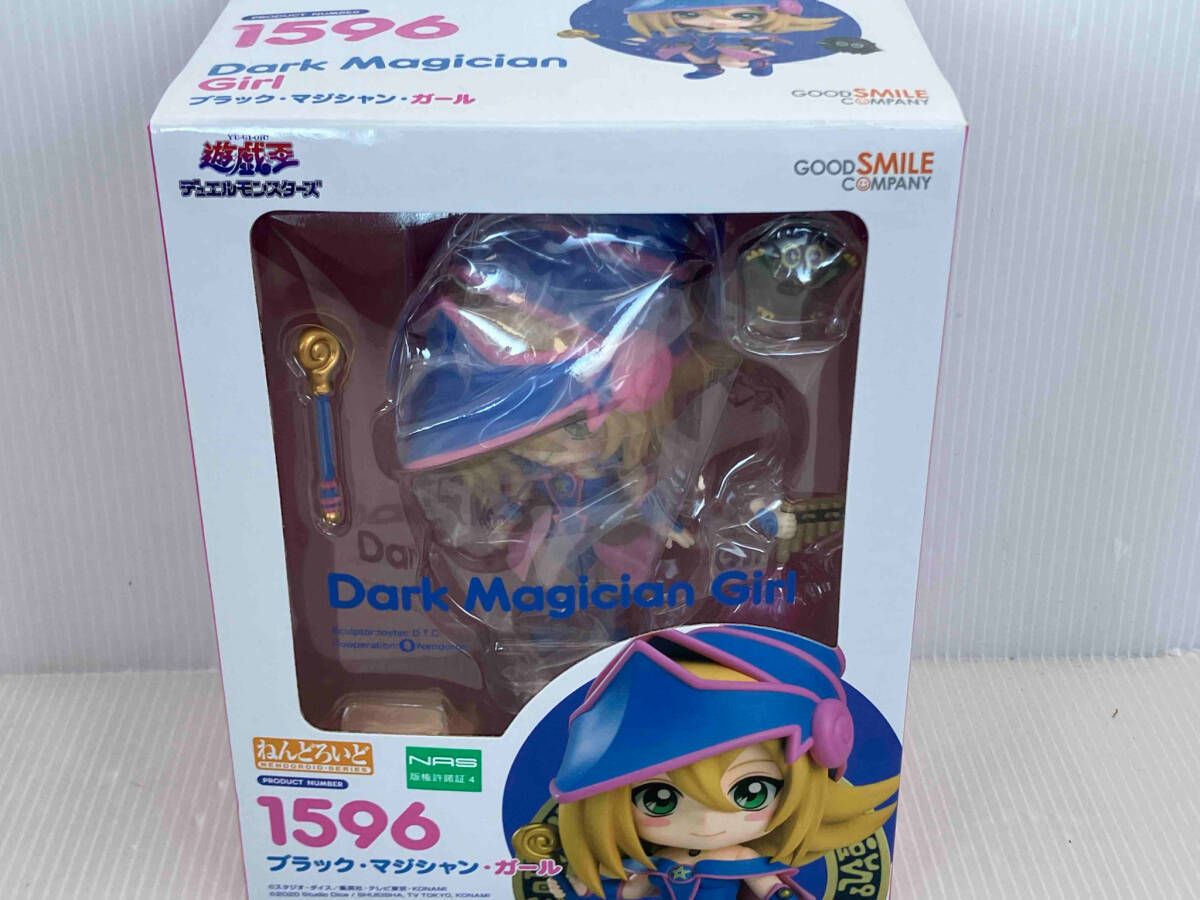 PRODUCT NUMBER
1596
Dark Magician
Girl
ブラック・マジシャン・ガール
GOOD SMILE
COMPANY
YU-GI-OH!
遊戯王
デュエルモンスターズ
GOOD SMILE
COMPANY
Dark Magician Girl
Sculptor:toytec D.T.C
Cooperation: Nendoron
ねんどろいど
NENDOROID-SERIES
NAS
版権許諾証 4
PRODUCT NUMBER
1596
ブラック・マジシャン・ガール
©スタジオ・ダイス/集英社・テレビ東京・KONAMI
©2020 Studio Dice / SHUEISHA, TV TOKYO, KONAMI